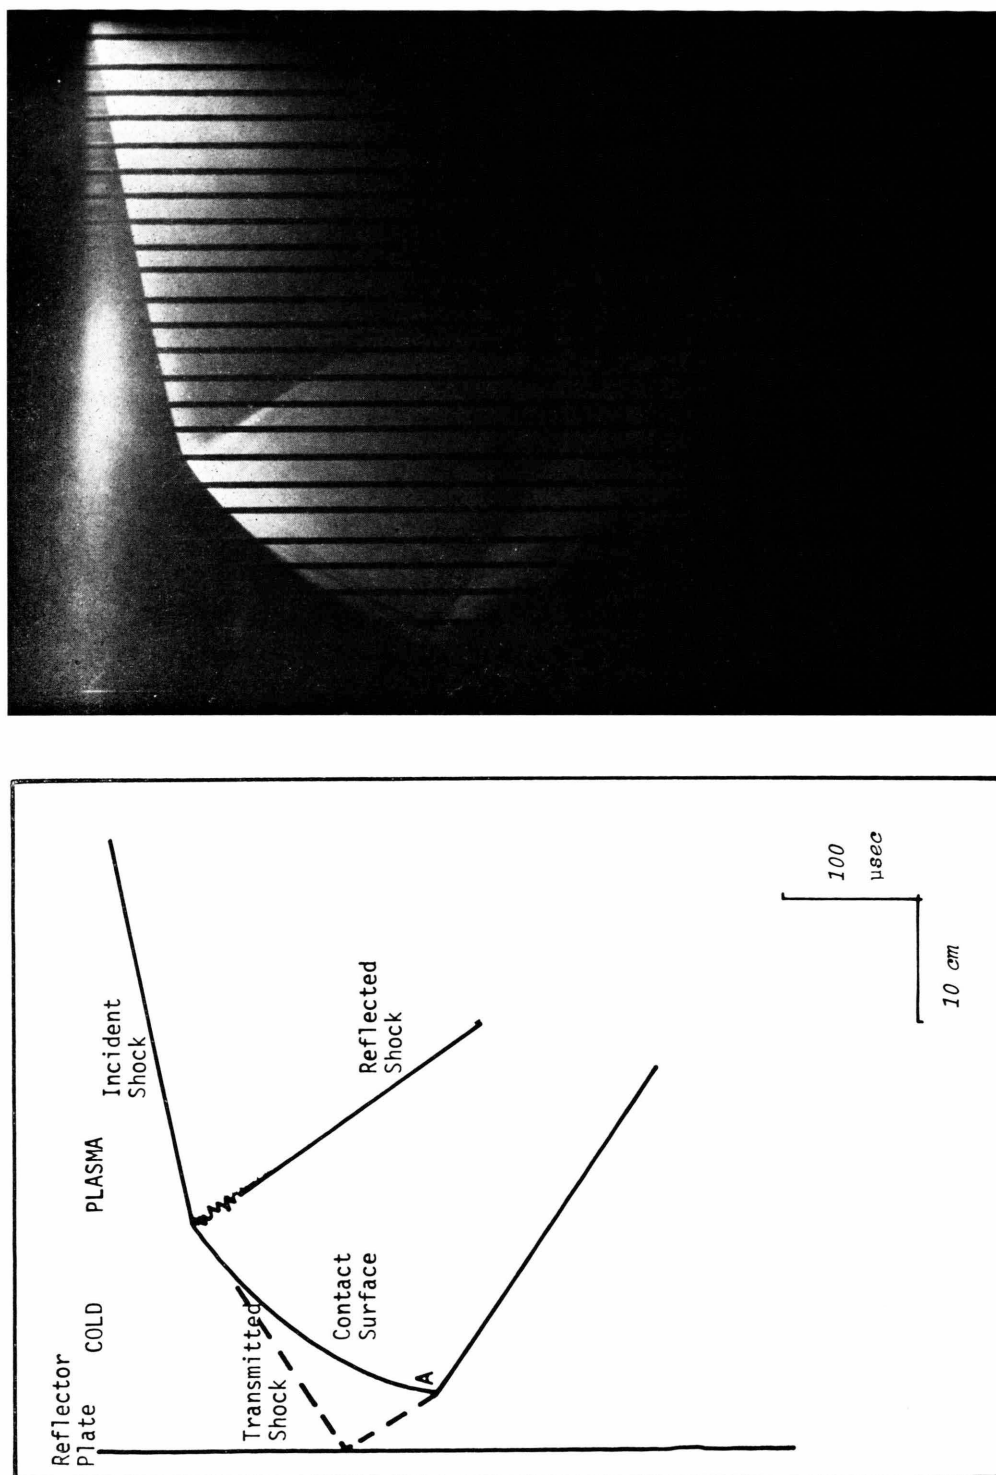 Reflector
Plate
COLD
PLASMA
Incident
Shock
Transmitted
Shock
Contact
Surface
Reflected
Shock
A
100
μsec
10 cm